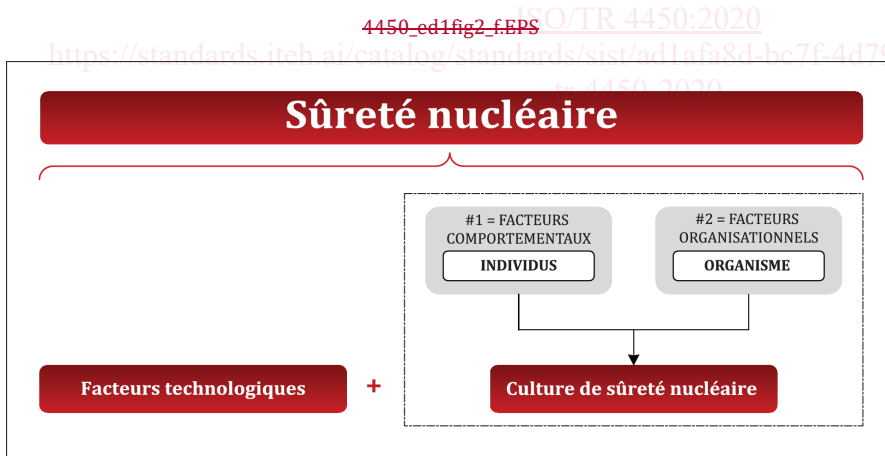 ISO/TR 4450:2020
4450_ed1fig2_f.EPS
https://standards.iteh.ai/catalog/standards/sist/ad1afa8d-bc7f-4d79
tr-4450-2020
Sûreté nucléaire
#1 = FACTEURS
COMPORTEMENTAUX
INDIVIDUS
#2 = FACTEURS
ORGANISATIONNELS
ORGANISME
Facteurs technologiques
+
Culture de sûreté nucléaire